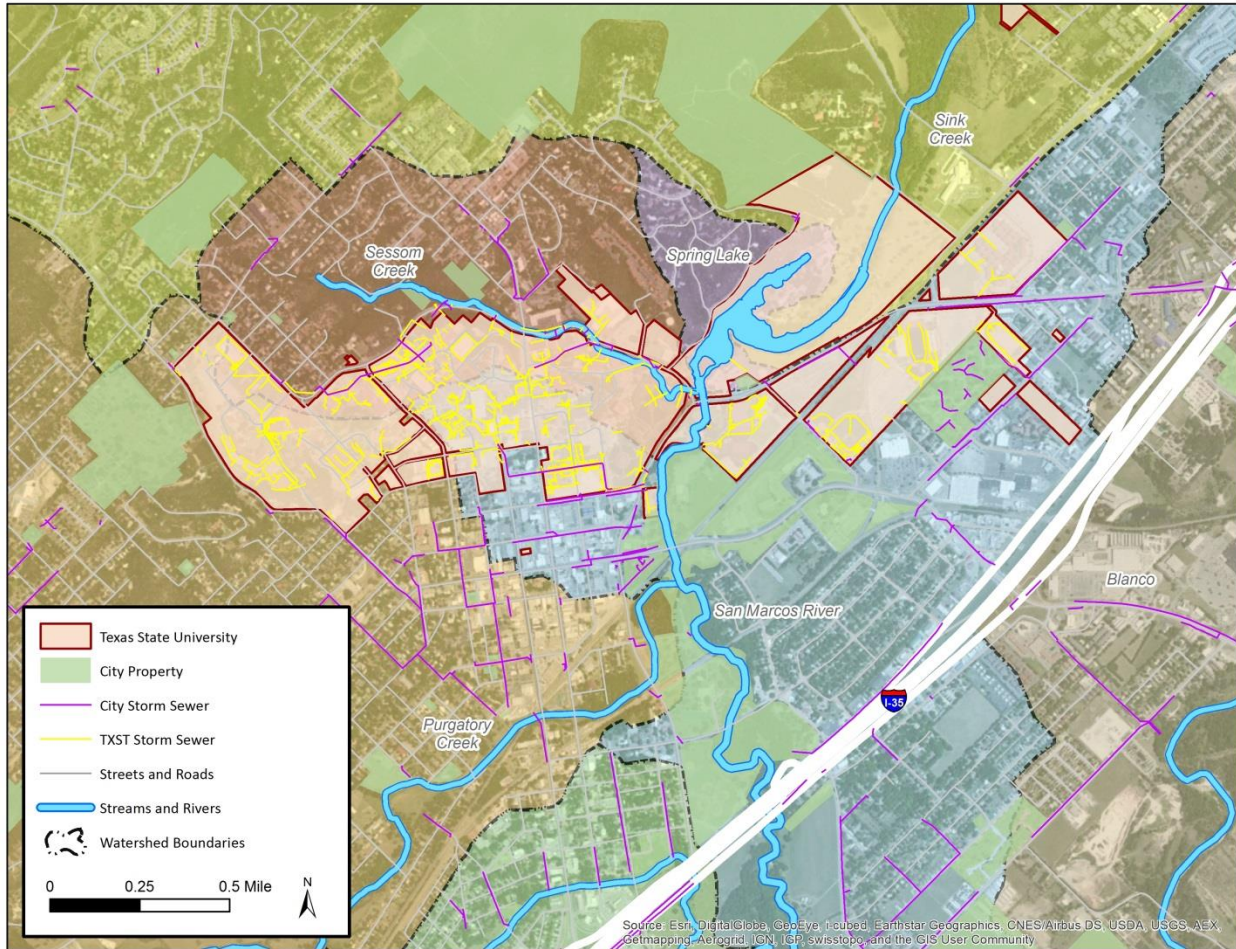 Sink
Creek
Sessom
Creek
Spring Lake
Blanco
San Marcos River
I-35
Purgatory
Creek
Texas State University
City Property
City Storm Sewer
TXST Storm Sewer
Streets and Roads
Streams and Rivers
Watershed Boundaries
0 0.25 0.5 Mile
N
Source: Esri, DigitalGlobe, GeoEye, i-cubed, Earthstar Geographics, CNES/Airbus DS, USDA, USGS, AEX,
Getmapping, Aerogrid, IGN, IGP, swisstopo, and the GIS User Community